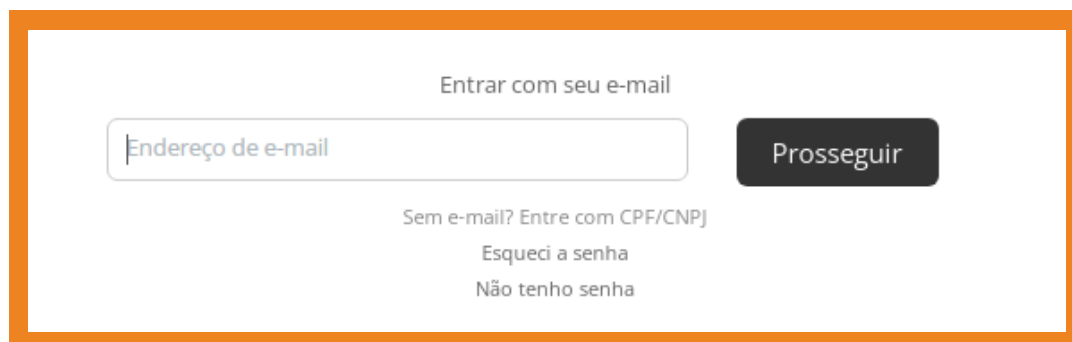 Entrar com seu e-mail
Endereço de e-mail
Prosseguir
Sem e-mail? Entre com CPF/CNPJ
Esqueci a senha
Não tenho senha